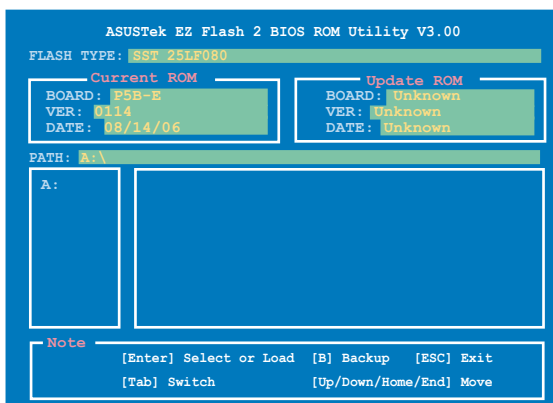 ASUSTek EZ Flash 2 BIOS ROM Utility V3.00
FLASH TYPE: SST 25LF080
Current ROM
BOARD: P5B-E
VER: 0114
DATE: 08/14/06
Update ROM
BOARD: Unknown
VER: Unknown
DATE: Unknown
PATH: A:\
A:
Note
[Enter] Select or Load [B] Backup [ESC] Exit
[Tab] Switch [Up/Down/Home/End] Move